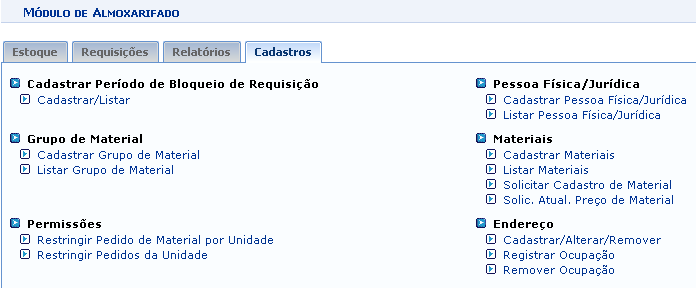 Módulo de Almoxarifado
Estoque
Requisições
Relatórios
Cadastros
Cadastrar Período de Bloqueio de Requisição
Cadastrar/Listar
Grupo de Material
Cadastrar Grupo de Material
Listar Grupo de Material
Permissões
Restringir Pedido de Material por Unidade
Restringir Pedidos da Unidade
Pessoa Física/Jurídica
Cadastrar Pessoa Física/Jurídica
Listar Pessoa Física/Jurídica
Materiais
Cadastrar Materiais
Listar Materiais
Solicitar Cadastro de Material
Solic. Atual. Preço de Material
Endereço
Cadastrar/Alterar/Remover
Registrar Ocupação
Remover Ocupação